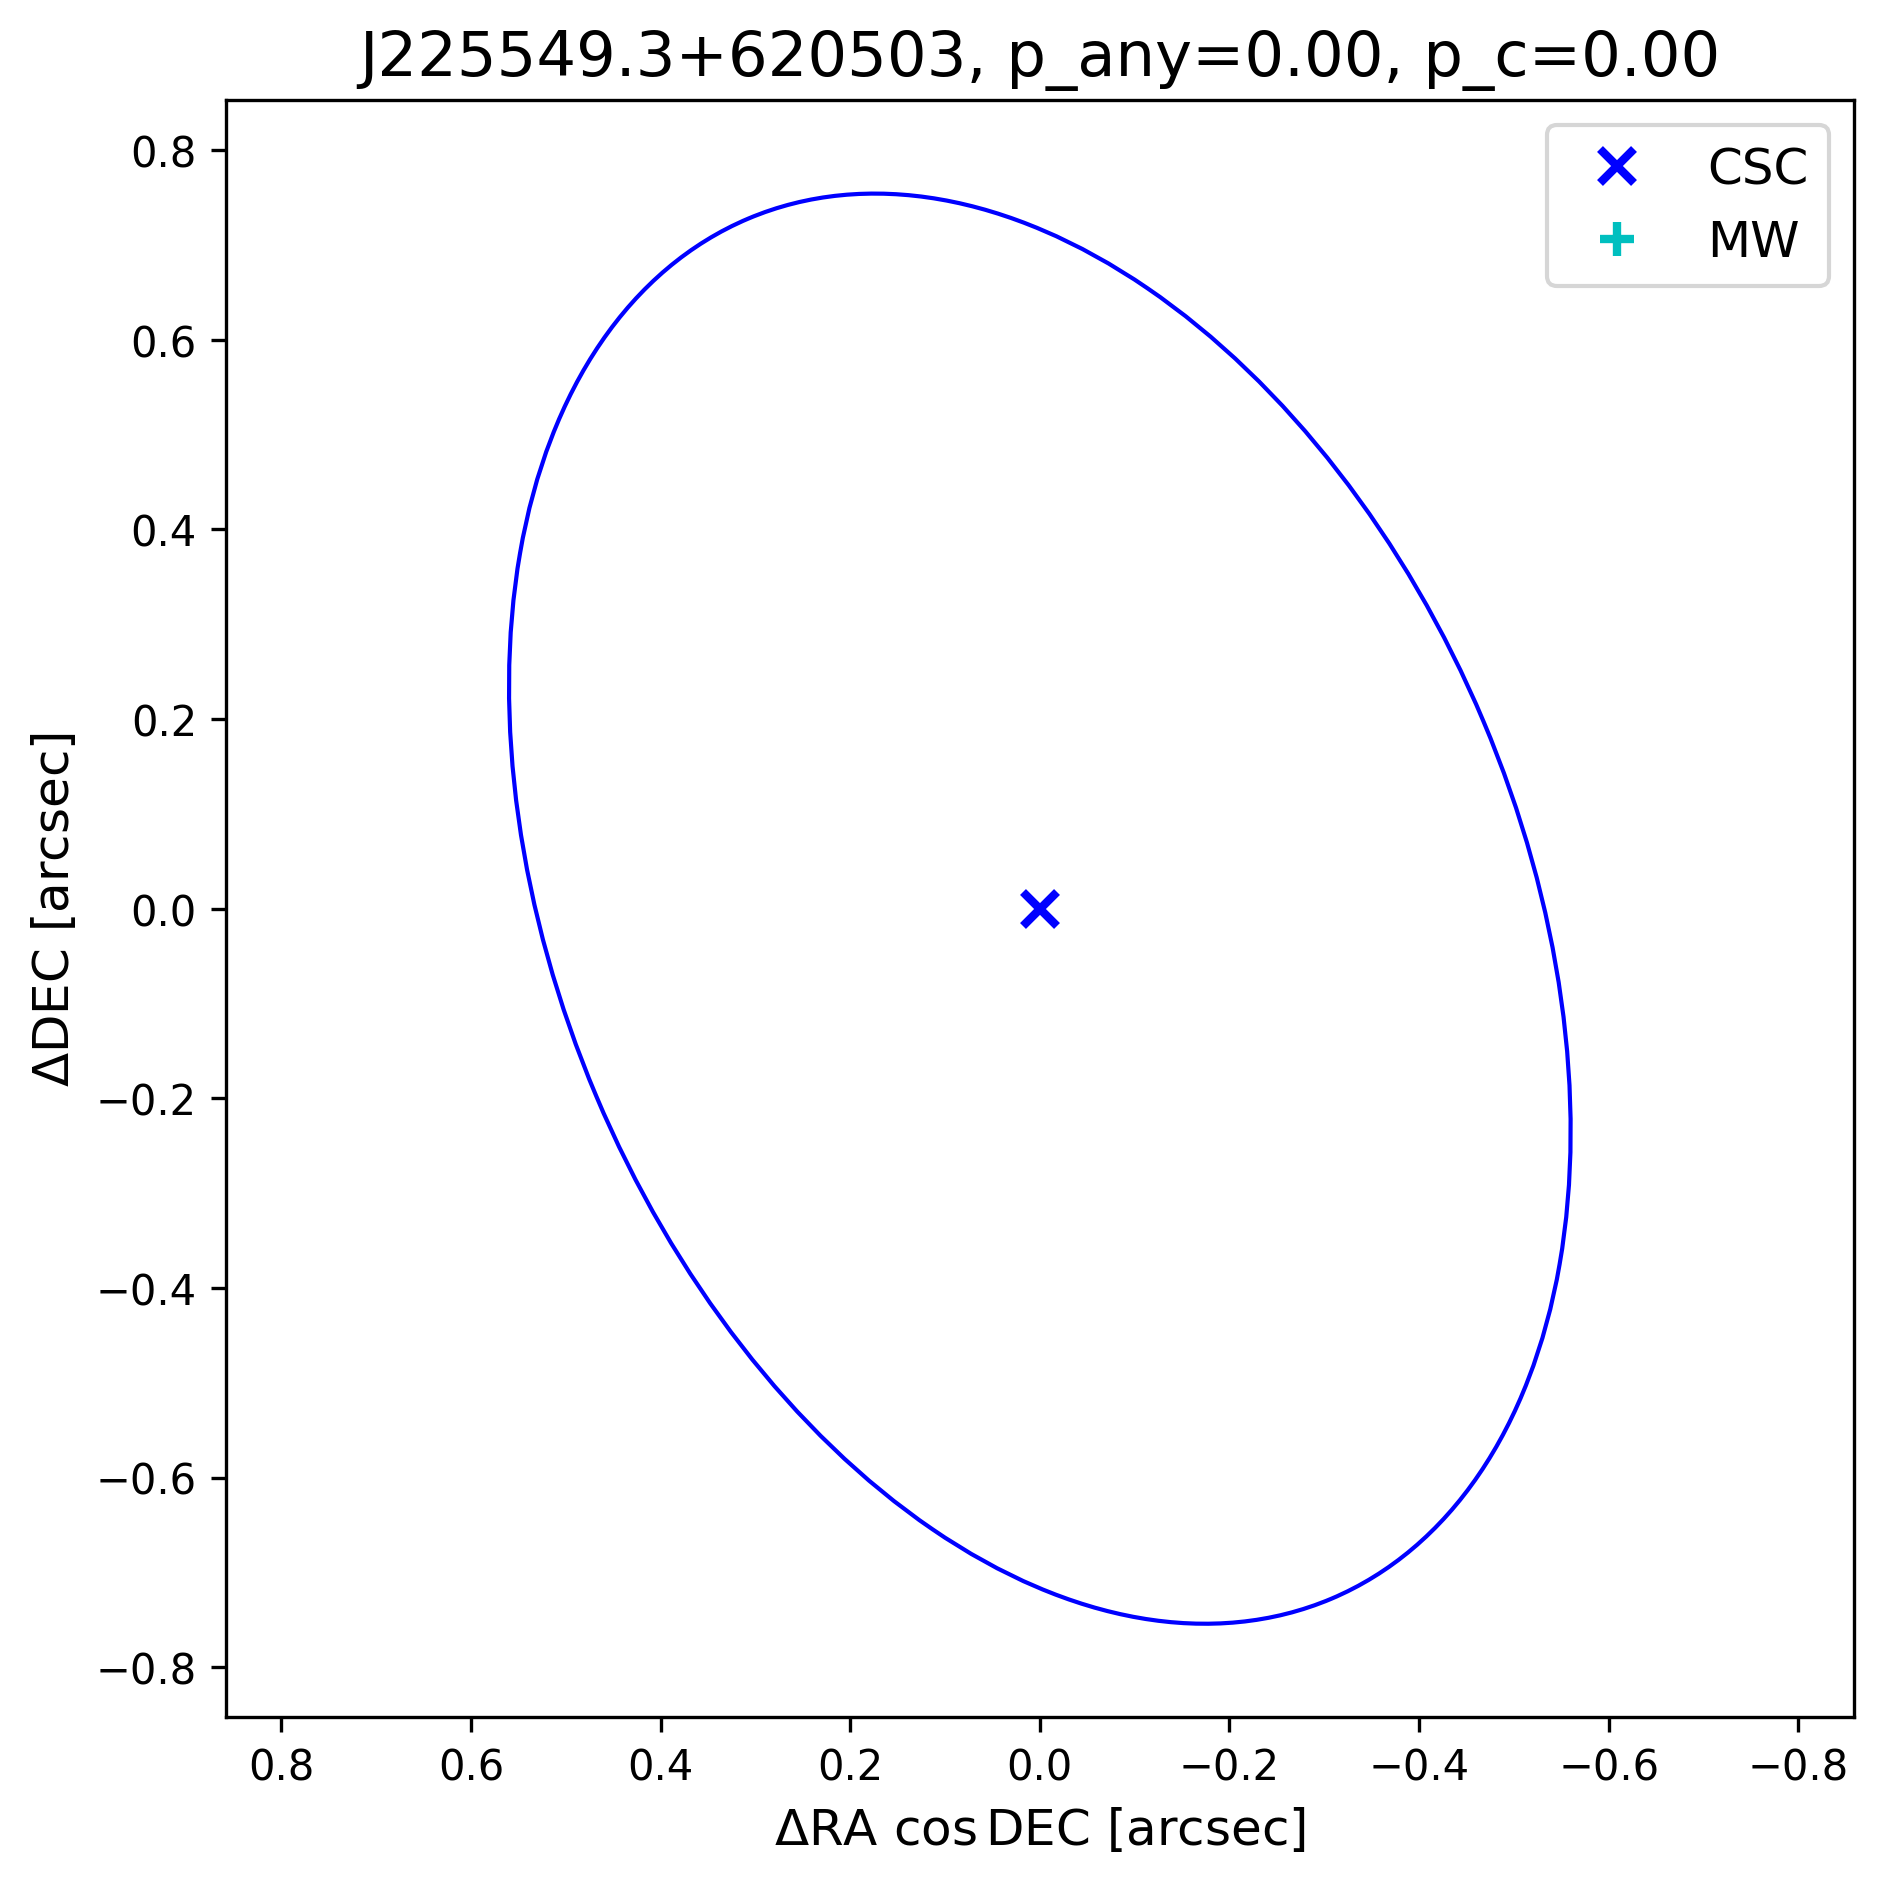 J225549.3+620503, p_any=0.00, p_c=0.00
CSC
MW
ΔDEC [arcsec]
0.8
0.6
0.4
0.2
0.0
−0.2
−0.4
−0.6
−0.8
0.8 0.6 0.4 0.2 0.0 −0.2 −0.4 −0.6 −0.8
ΔRA cos DEC [arcsec]